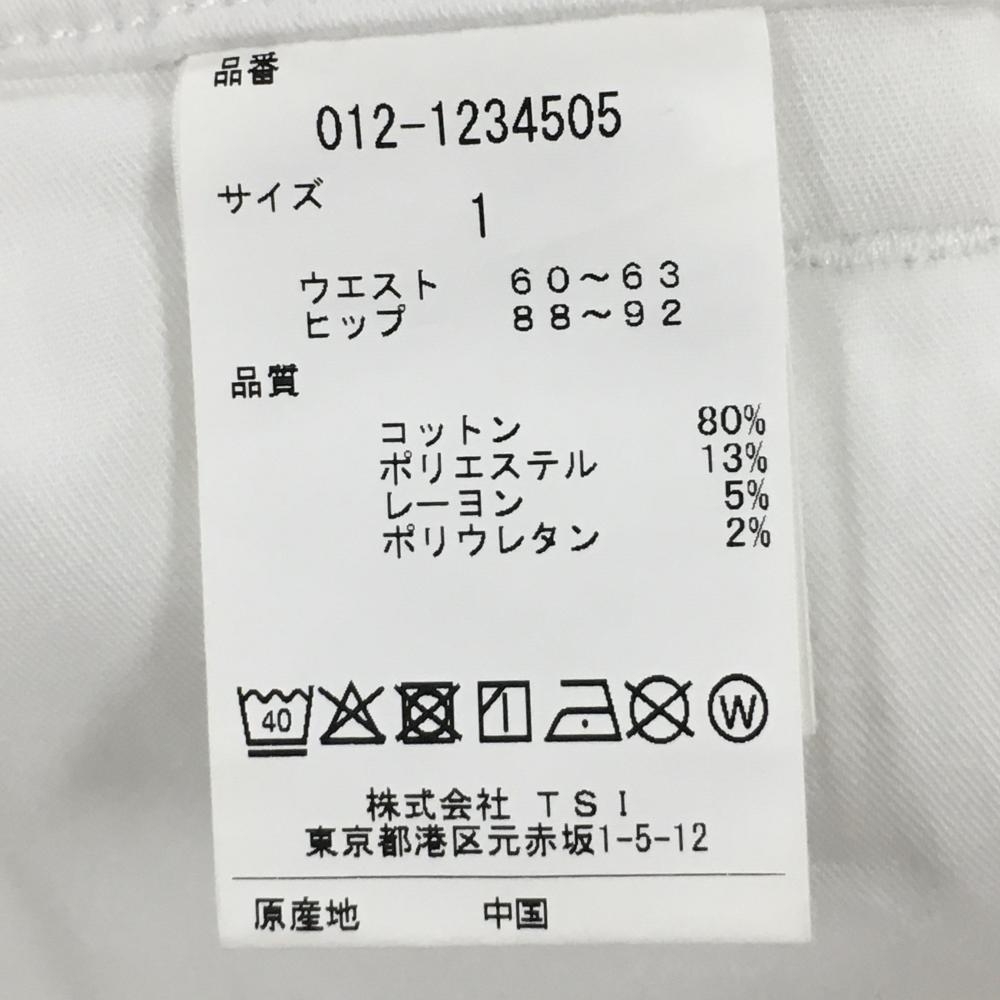 品番
012-1234505
サイズ 1
ウエスト 60～63
ヒップ 88～92
品質
コットン 80%
ポリエステル 13%
レーヨン 5%
ポリウレタン 2%
40 W
株式会社 TSI
東京都港区元赤坂1-5-12
原産地 中国